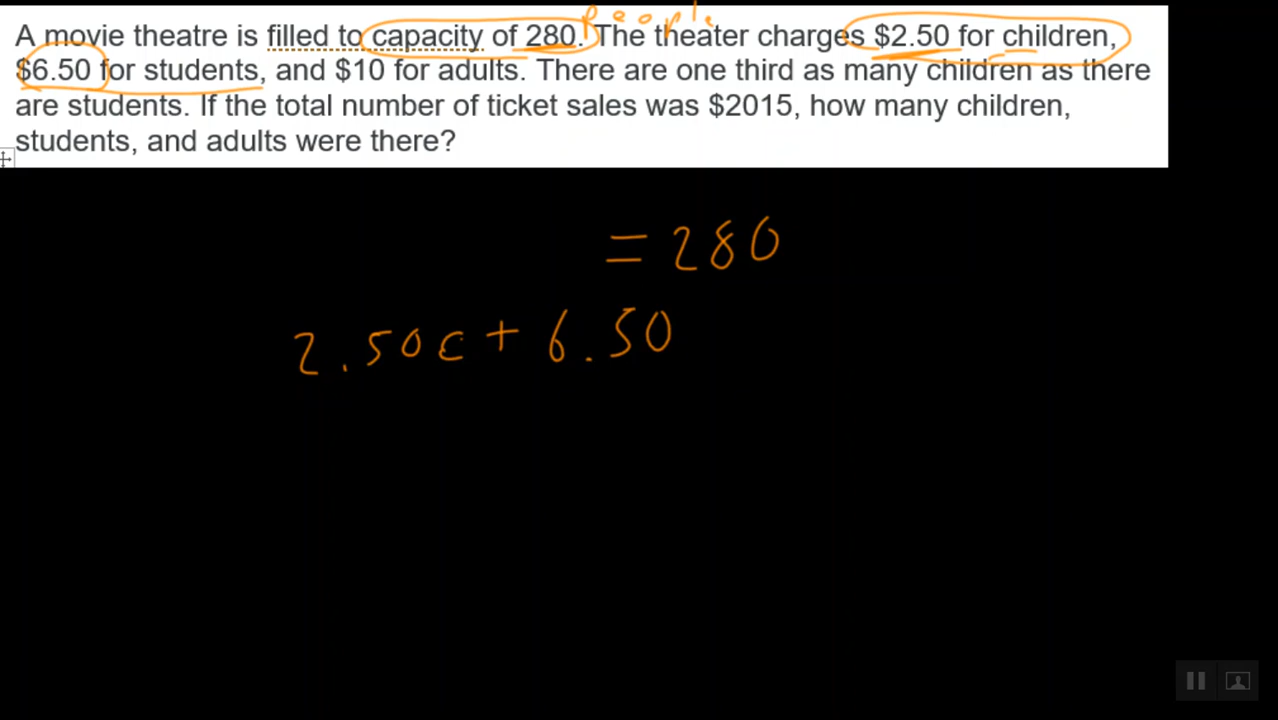 people
A movie theatre is filled to capacity of 280. The theater charges $2.50 for children,
$6.50 for students, and $10 for adults. There are one third as many children as there
are students. If the total number of ticket sales was $2015, how many children,
students, and adults were there?
= 280
2.50c + 6.50